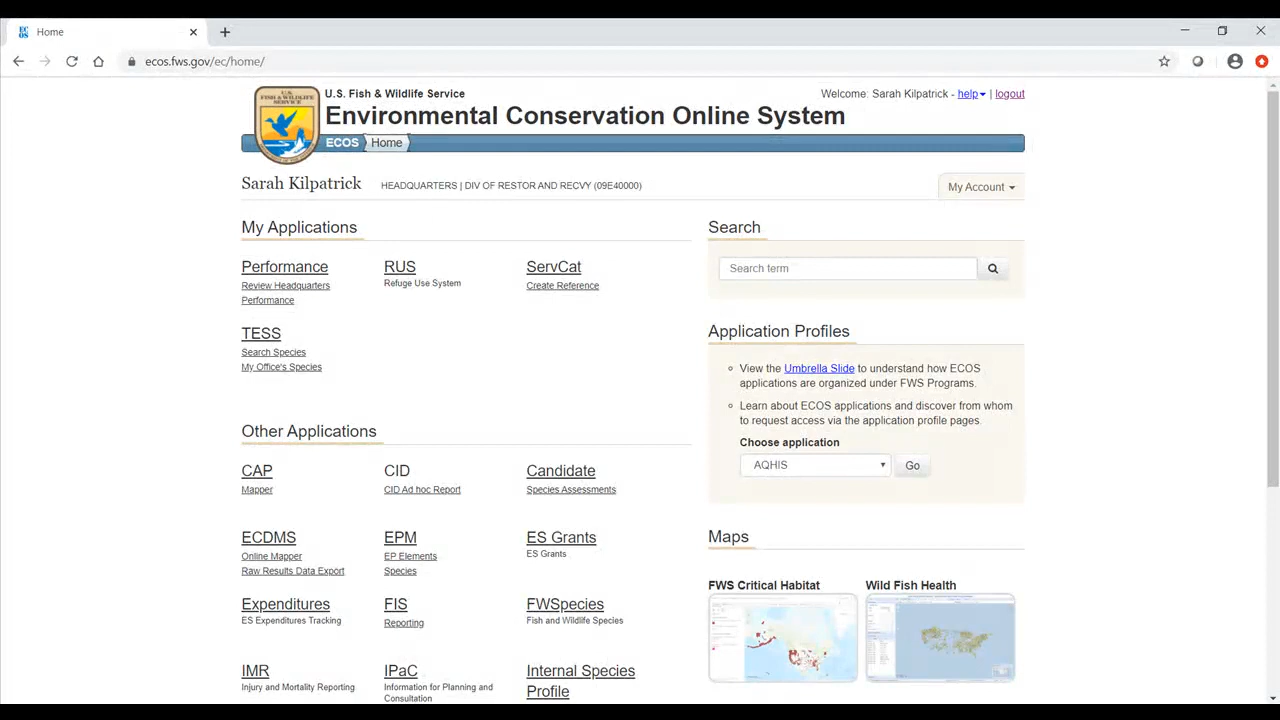 Home
ecos.fws.gov/ec/home/
U.S. Fish & Wildlife Service
Welcome: Sarah Kilpatrick - help | logout
Environmental Conservation Online System
U.S.
FISH & WILDLIFE
SERVICE
ECOS Home
Sarah Kilpatrick HEADQUARTERS | DIV OF RESTOR AND RECVY (09E40000)
My Account
My Applications
Performance
Review Headquarters
Performance
RUS
Refuge Use System
ServCat
Create Reference
TESS
Search Species
My Office's Species
Other Applications
CAP
Mapper
CID
CID Ad hoc Report
Candidate
Species Assessments
ECDMS
Online Mapper
Raw Results Data Export
EPM
EP Elements
Species
ES Grants
ES Grants
Expenditures
ES Expenditures Tracking
FIS
Reporting
FWSpecies
Fish and Wildlife Species
IMR
Injury and Mortality Reporting
IPaC
Information for Planning and
Consultation
Internal Species
Profile
Search
Search term
Application Profiles
View the Umbrella Slide to understand how ECOS
applications are organized under FWS Programs.
Learn about ECOS applications and discover from whom
to request access via the application profile pages.
Choose application
AQHIS
Go
Maps
FWS Critical Habitat
Wild Fish Health